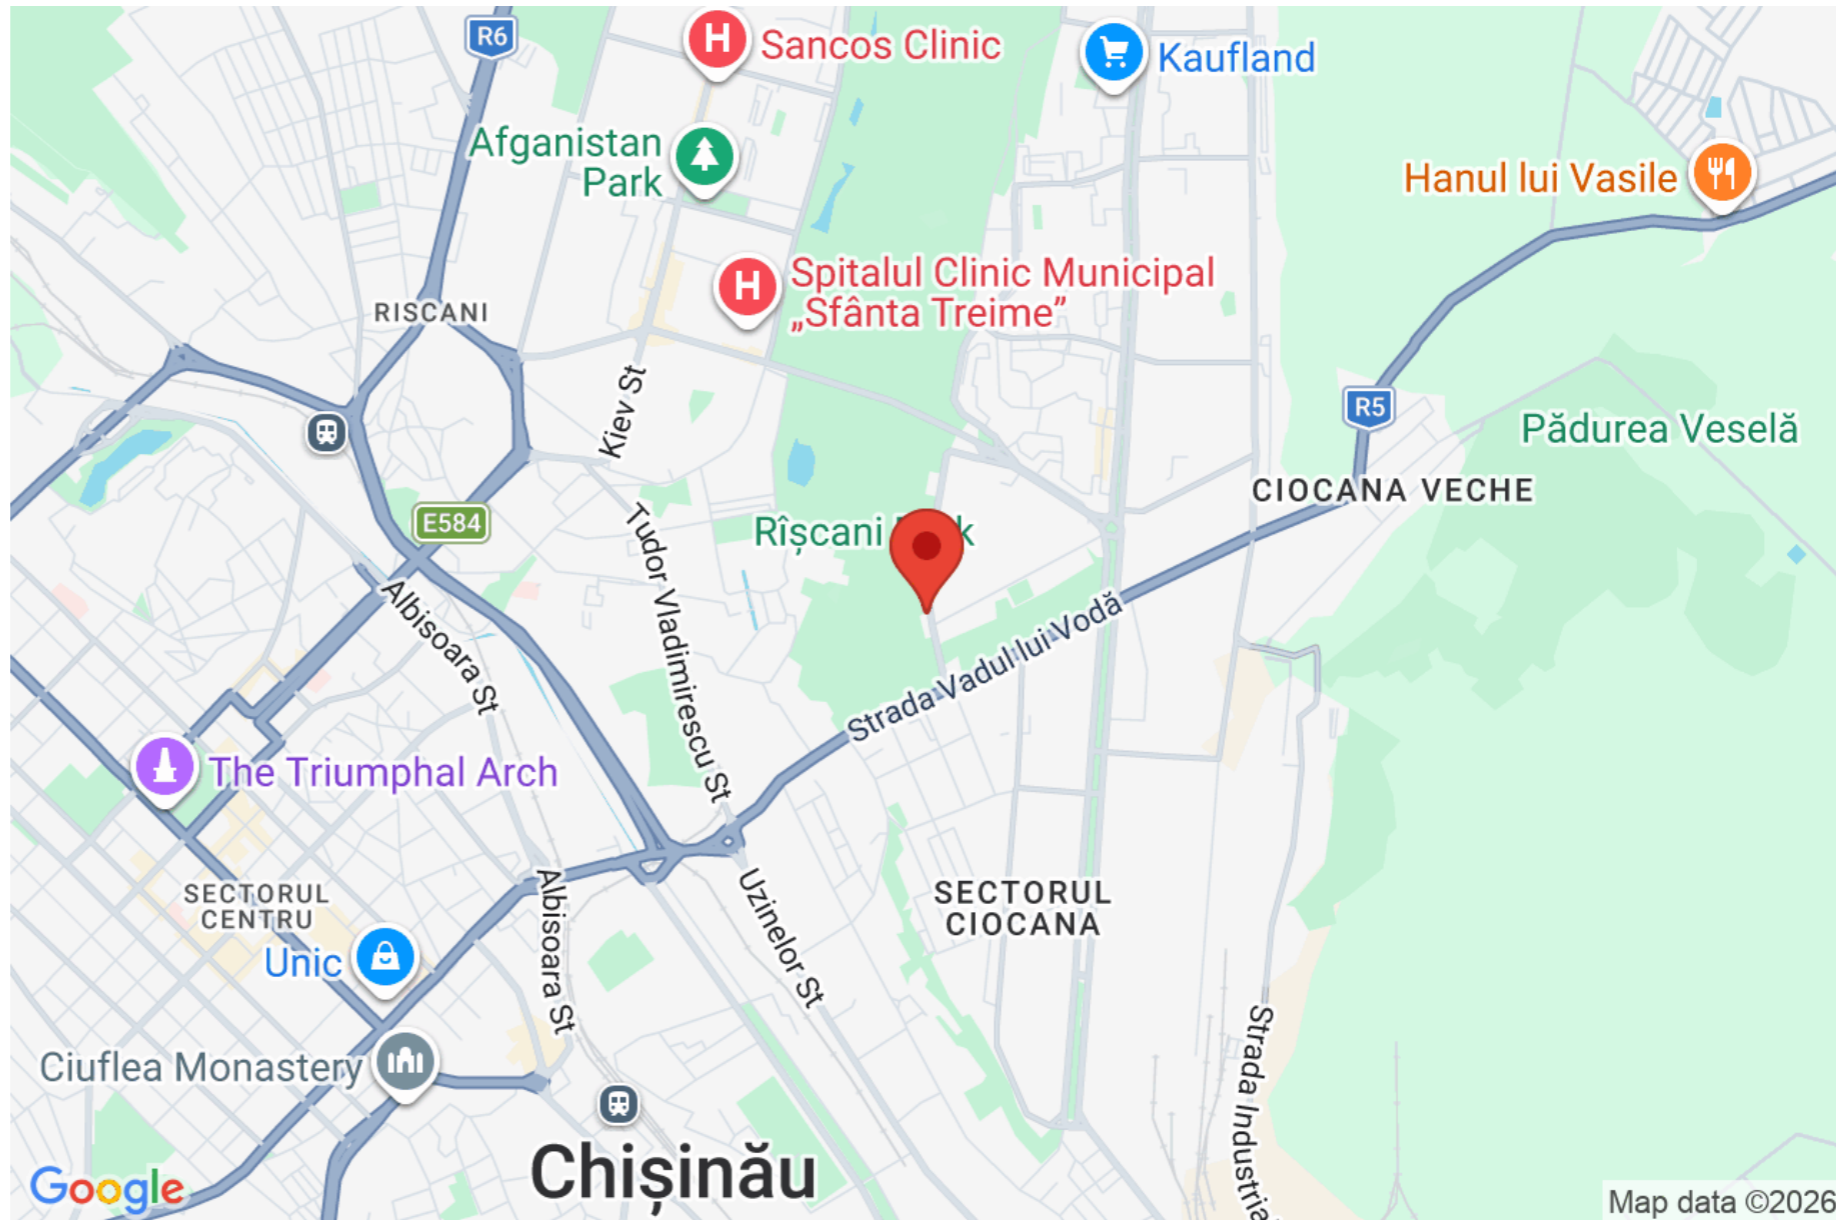 R6
Sancos Clinic
Kaufland
Afganistan
Park
Hanul lui Vasile
Spitalul Clinic Municipal
„Sfânta Treime”
RISCANI
Kiev St
R5
Pădurea Veselă
CIOCANA VECHE
E584
Rîșcani
Tudor Vladimirescu St
Albisoara St
Strada Vadul lui Vodă
The Triumphal Arch
SECTORUL
CENTRU
Albisoara St
Uzinelor St
SECTORUL
CIOCANA
Unic
Ciuflea Monastery
Strada Industria
Chișinău
Google
Map data ©2026